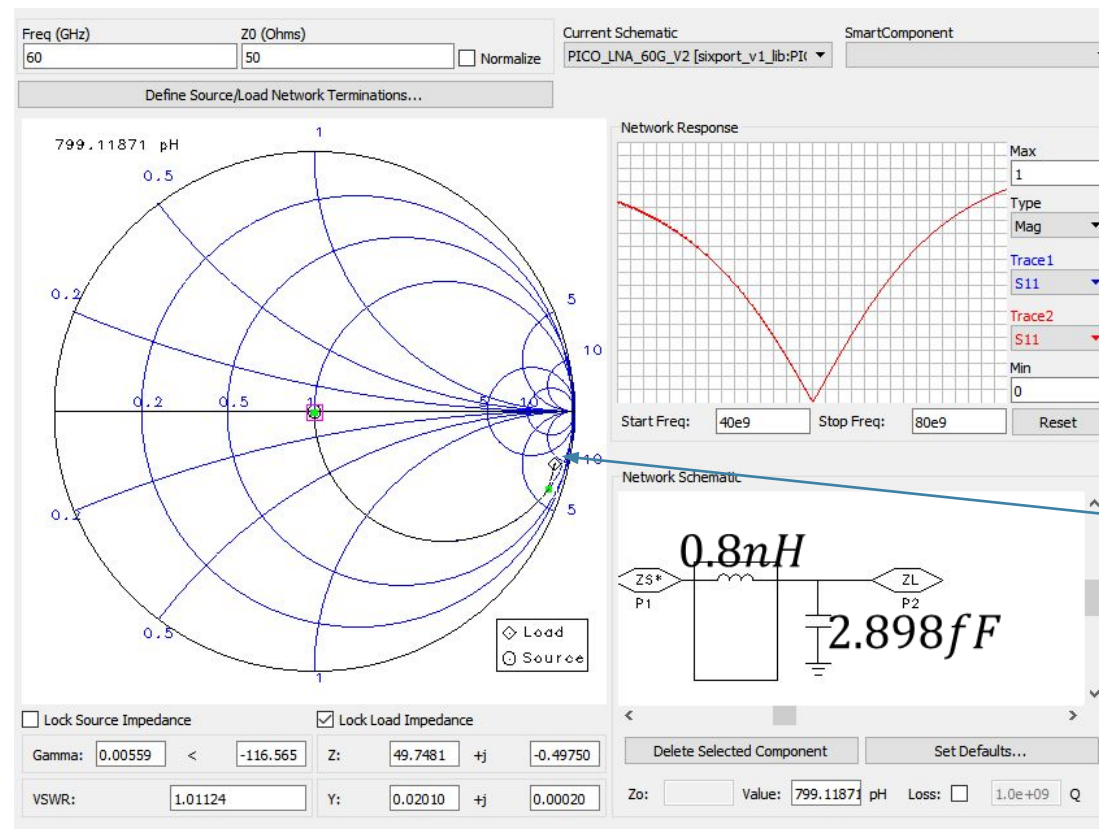 Freq (GHz)
Z0 (Ohms)
Current Schematic
SmartComponent
60
50
Normalize
PICO_LNA_60G_V2 [sixport_v1_lib:PI(
Define Source/Load Network Terminations...
799.11871 pH
1
0.5
0.2
5
10
0.2
0.5
1
5
10
10
5
0.2
0.5
1
Load
Source
Network Response
Max
1
Type
Mag
Trace1
S11
Trace2
S11
Min
0
Start Freq:
40e9
Stop Freq:
80e9
Reset
Network Schematic
0.8nH
ZS*
P1
ZL
P2
2.898fF
Lock Source Impedance
Lock Load Impedance
Delete Selected Component
Set Defaults...
Gamma: 0.00559 < -116.565
Z: 49.7481 +j -0.49750
VSWR: 1.01124
Y: 0.02010 +j 0.00020
Zo:
Value: 799.11871 pH
Loss:
1.0e+09 Q